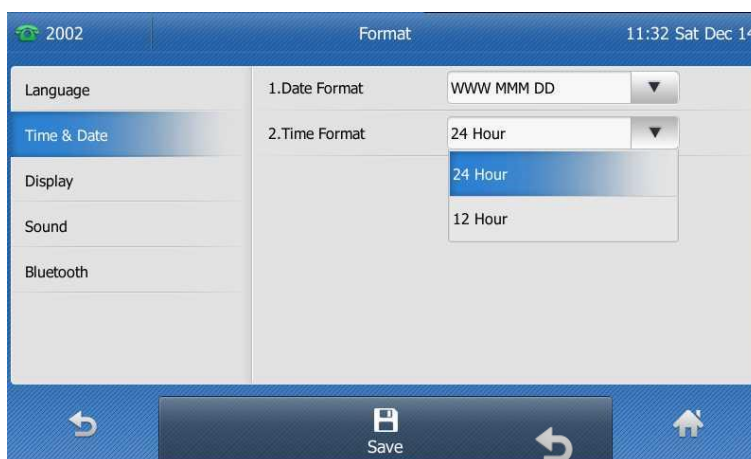 2002 Format 11:32 Sat Dec 14
Language
Time & Date
Display
Sound
Bluetooth
1.Date Format WWW MMM DD
2.Time Format 24 Hour
24 Hour
12 Hour
Save